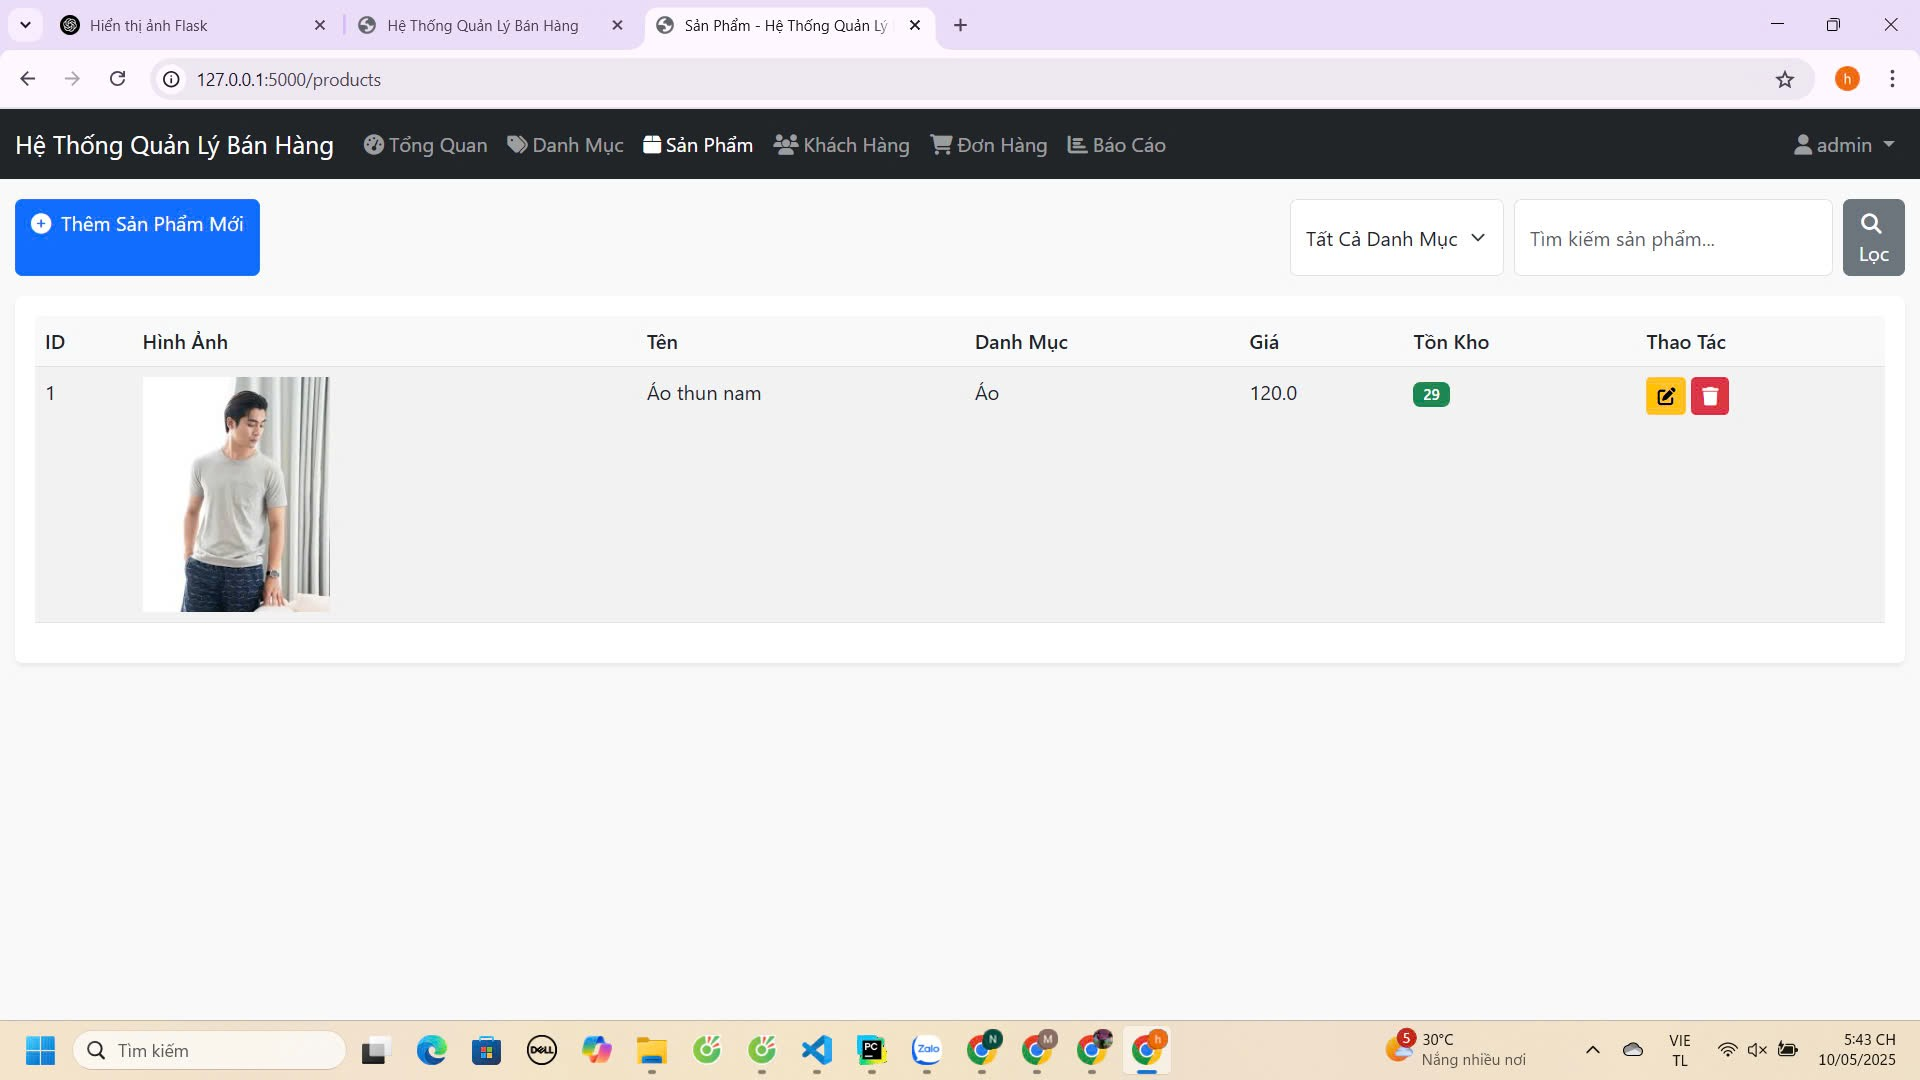 Hiển thị ảnh Flask
Hệ Thống Quản Lý Bán Hàng
Sản Phẩm - Hệ Thống Quản Lý
127.0.0.1:5000/products
h
Hệ Thống Quản Lý Bán Hàng
Tổng Quan
Danh Mục
Sản Phẩm
Khách Hàng
Đơn Hàng
Báo Cáo
admin
Thêm Sản Phẩm Mới
Tất Cả Danh Mục
Tìm kiếm sản phẩm...
Lọc
ID Hình Ảnh Tên Danh Mục Giá Tồn Kho Thao Tác
1 Áo thun nam Áo 120.0 29
Tìm kiếm
DELL
PC
Zalo
N
M
h
5
30°C
Nắng nhiều nơi
VIE
TL
5:43 CH
10/05/2025